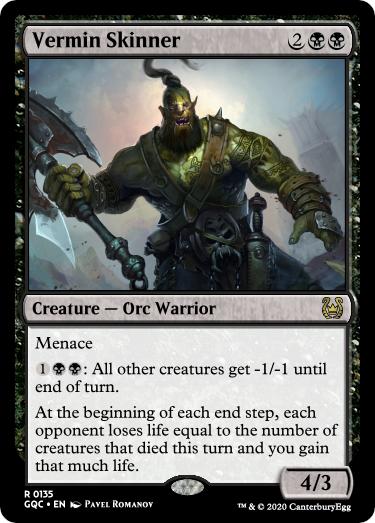 Vermin Skinner 2
Creature — Orc Warrior
Menace
1 : All other creatures get -1/-1 until
end of turn.
At the beginning of each end step, each
opponent loses life equal to the number of
creatures that died this turn and you gain
that much life.
4/3
R 0135
GQC • EN Pavel Romanov
™ & © 2020 CanterburyEgg